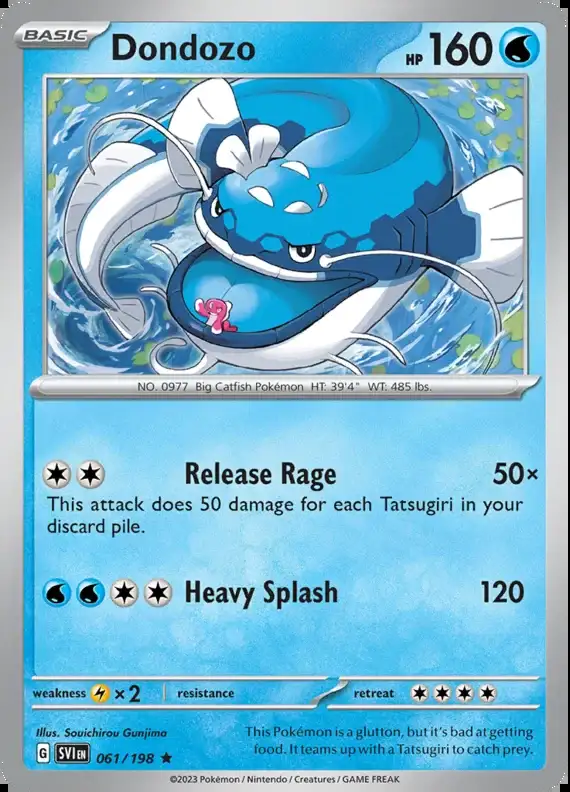 BASIC Dondozo HP 160
NO. 0977 Big Catfish Pokémon HT: 39'4" WT: 485 lbs.
Release Rage 50×
This attack does 50 damage for each Tatsugiri in your
discard pile.
Heavy Splash 120
weakness ×2 resistance retreat
Illus. Souichirou Gunjima
This Pokémon is a glutton, but it's bad at getting
food. It teams up with a Tatsugiri to catch prey.
G SVI EN 061/198 ★
©2023 Pokémon / Nintendo / Creatures / GAME FREAK